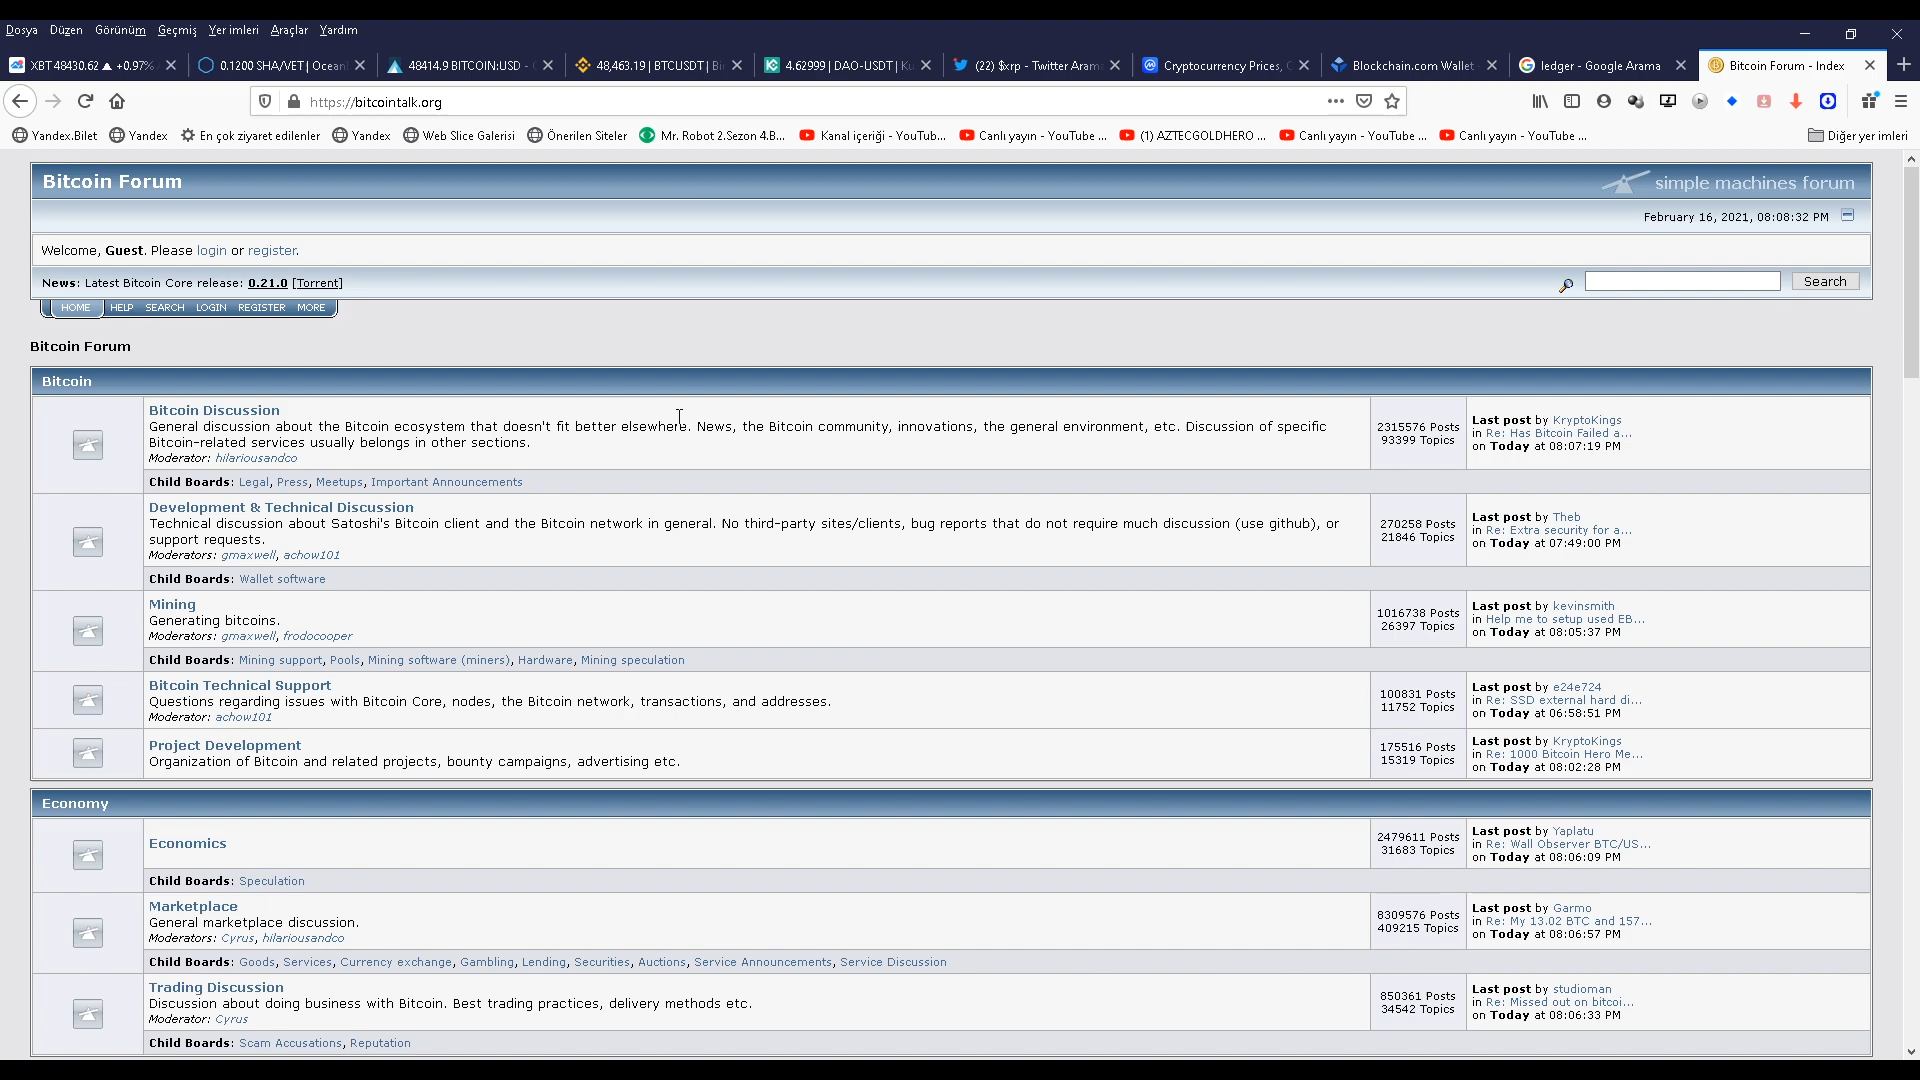 Dosya Düzen Görünüm Geçmiş Yer imleri Araçlar Yardım
XBT 48430.62 ▲ +0.97%
0.1200 SHA/VET | Ocean
48414.9 BITCOIN:USD -
48,463.19 | BTCUSDT | Bi
4.62999 | DAO-USDT | Ku
(22) $xrp - Twitter Arama
Cryptocurrency Prices, C
Blockchain.com Wallet -
ledger - Google Arama
Bitcoin Forum - Index
https://bitcointalk.org
Yandex.Bilet Yandex En çok ziyaret edilenler Yandex Web Slice Galerisi Önerilen Siteler Mr. Robot 2.Sezon 4.B... Kanal içeriği - YouTub... Canlı yayın - YouTube ... (1) AZTECGOLDHERO ... Canlı yayın - YouTube ... Canlı yayın - YouTube ... Diğer yer imleri
Bitcoin Forum
simple machines forum
February 16, 2021, 08:08:32 PM
Welcome, Guest. Please login or register.
News: Latest Bitcoin Core release: 0.21.0 [Torrent]
Search
HOME HELP SEARCH LOGIN REGISTER MORE
Bitcoin Forum
Bitcoin
Bitcoin Discussion
General discussion about the Bitcoin ecosystem that doesn't fit better elsewhere. News, the Bitcoin community, innovations, the general environment, etc. Discussion of specific
Bitcoin-related services usually belongs in other sections.
Moderator: hilariousandco
2315576 Posts
93399 Topics
Last post by KryptoKings
in Re: Has Bitcoin Failed a...
on Today at 08:07:19 PM
Child Boards: Legal, Press, Meetups, Important Announcements
Development & Technical Discussion
Technical discussion about Satoshi's Bitcoin client and the Bitcoin network in general. No third-party sites/clients, bug reports that do not require much discussion (use github), or
support requests.
Moderators: gmaxwell, achow101
270258 Posts
21846 Topics
Last post by Theb
in Re: Extra security for a...
on Today at 07:49:00 PM
Child Boards: Wallet software
Mining
Generating bitcoins.
Moderators: gmaxwell, frodocooper
1016738 Posts
26397 Topics
Last post by kevinsmith
in Help me to setup used EB...
on Today at 08:05:37 PM
Child Boards: Mining support, Pools, Mining software (miners), Hardware, Mining speculation
Bitcoin Technical Support
Questions regarding issues with Bitcoin Core, nodes, the Bitcoin network, transactions, and addresses.
Moderator: achow101
100831 Posts
11752 Topics
Last post by e24e724
in Re: SSD external hard di...
on Today at 06:58:51 PM
Project Development
Organization of Bitcoin and related projects, bounty campaigns, advertising etc.
175516 Posts
15319 Topics
Last post by KryptoKings
in Re: 1000 Bitcoin Hero Me...
on Today at 08:02:28 PM
Economy
Economics
2479611 Posts
31683 Topics
Last post by Yaplatu
in Re: Wall Observer BTC/US...
on Today at 08:06:09 PM
Child Boards: Speculation
Marketplace
General marketplace discussion.
Moderators: Cyrus, hilariousandco
8309576 Posts
409215 Topics
Last post by Garmo
in Re: My 13.02 BTC and 157...
on Today at 08:06:57 PM
Child Boards: Goods, Services, Currency exchange, Gambling, Lending, Securities, Auctions, Service Announcements, Service Discussion
Trading Discussion
Discussion about doing business with Bitcoin. Best trading practices, delivery methods etc.
Moderator: Cyrus
850361 Posts
34542 Topics
Last post by studioman
in Re: Missed out on bitcoi...
on Today at 08:06:33 PM
Child Boards: Scam Accusations, Reputation